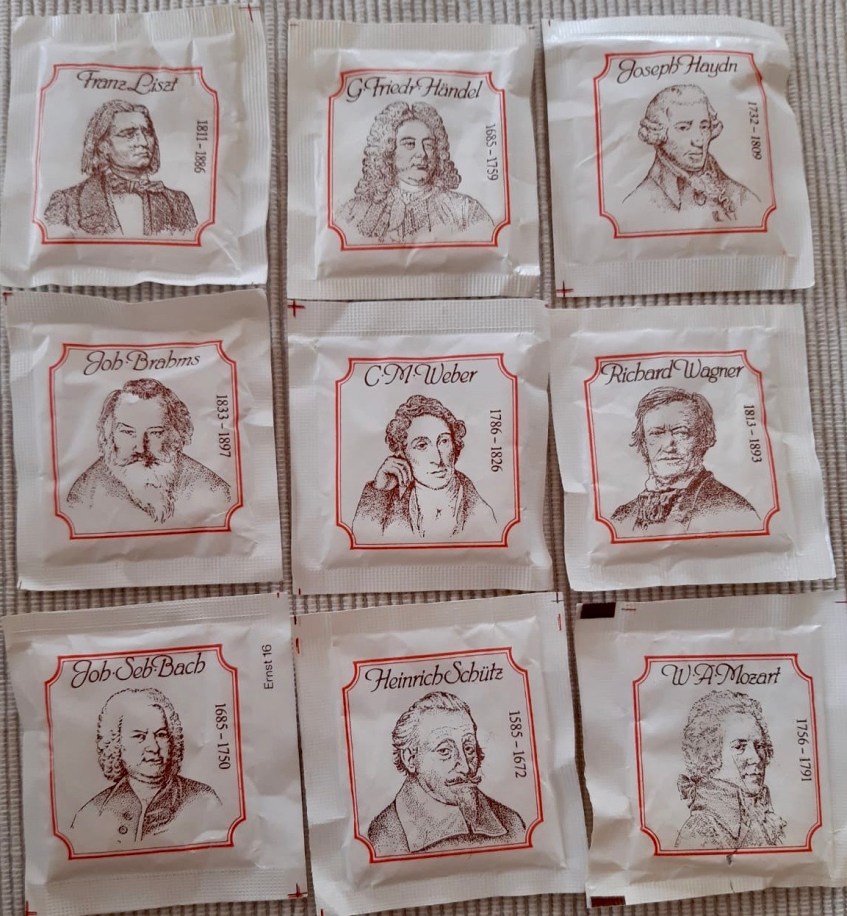 Franz Liszt
1811-1886
G·Friedr·Händel
1685-1759
Joseph Haydn
1732-1809
Joh·Brahms
1833-1897
C·M·Weber
1786-1826
Richard Wagner
1813-1893
Joh·Seb·Bach
1685-1750
Ernst 16
Heinrich Schütz
1585-1672
W·A·Mozart
1756-1791